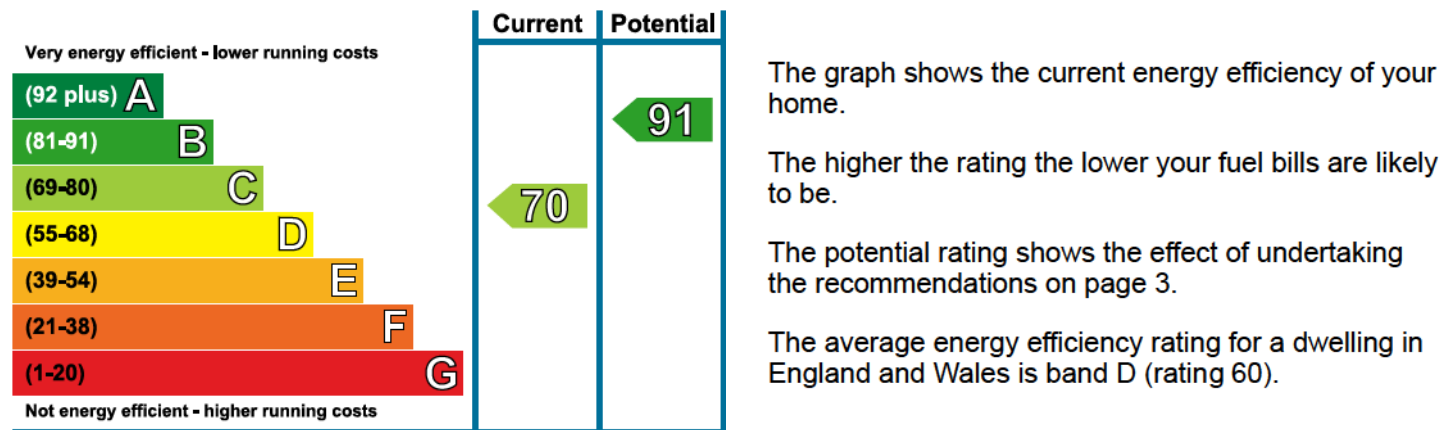 Current Potential
Very energy efficient - lower running costs
(92 plus) A
(81-91) B
(69-80) C
(55-68) D
(39-54) E
(21-38) F
(1-20) G
Not energy efficient - higher running costs
91
70
The graph shows the current energy efficiency of your
home.
The higher the rating the lower your fuel bills are likely
to be.
The potential rating shows the effect of undertaking
the recommendations on page 3.
The average energy efficiency rating for a dwelling in
England and Wales is band D (rating 60).